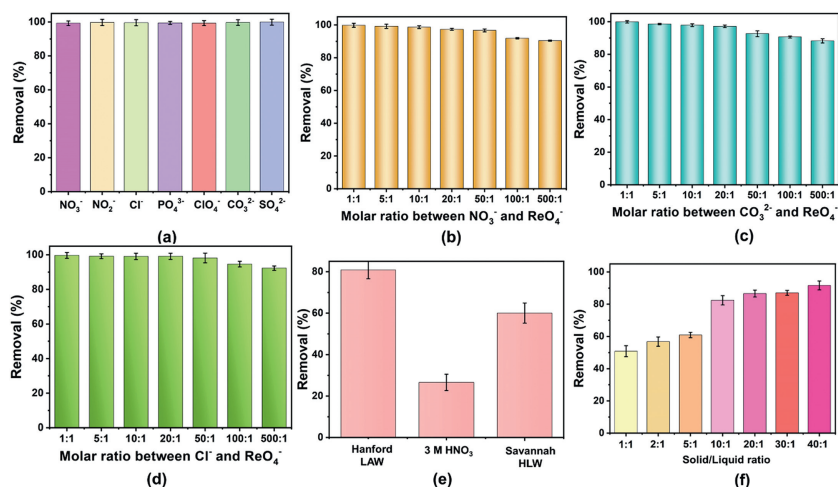 100
80
60
40
20
0
Removal (%)
NO₃⁻ NO₂⁻ Cl⁻ PO₄³⁻ ClO₄⁻ CO₃²⁻ SO₄²⁻
(a)
100
80
60
40
20
0
Removal (%)
1:1 5:1 10:1 20:1 50:1 100:1 500:1
Molar ratio between NO₃⁻ and ReO₄⁻
(b)
100
80
60
40
20
0
Removal (%)
1:1 5:1 10:1 20:1 50:1 100:1 500:1
Molar ratio between CO₃²⁻ and ReO₄⁻
(c)
100
80
60
40
20
0
Removal (%)
1:1 5:1 10:1 20:1 50:1 100:1 500:1
Molar ratio between Cl⁻ and ReO₄⁻
(d)
80
60
40
20
0
Removal (%)
Hanford 3 M HNO₃ Savannah
LAW HLW
(e)
100
80
60
40
20
0
Removal (%)
1:1 2:1 5:1 10:1 20:1 30:1 40:1
Solid/Liquid ratio
(f)